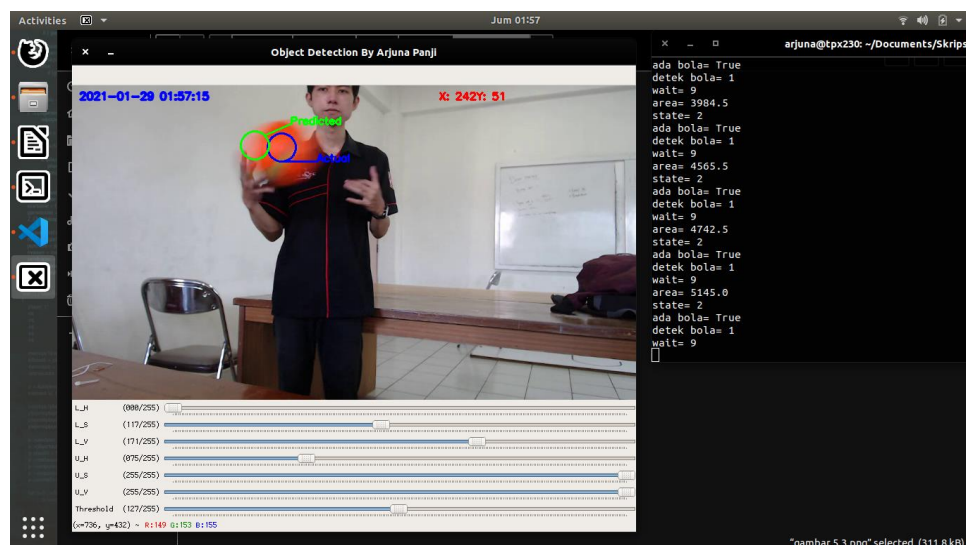 Activities
Jum 01:57
Object Detection By Arjuna Panji
2021-01-29 01:57:15
X: 242Y: 51
Predicted
Actual
L_H (000/255)
L_S (117/255)
L_V (171/255)
U_H (075/255)
U_S (255/255)
U_V (255/255)
Threshold (127/255)
(x=736, y=432) ~ R:149 G:153 B:155
arjuna@tpx230: ~/Documents/Skrips
ada bola= True
detek bola= 1
wait= 9
area= 3984.5
state= 2
ada bola= True
detek bola= 1
wait= 9
area= 4565.5
state= 2
ada bola= True
detek bola= 1
wait= 9
area= 4742.5
state= 2
ada bola= True
detek bola= 1
wait= 9
area= 5145.0
state= 2
ada bola= True
detek bola= 1
wait= 9
"gambar 5.3.png" selected (311.8 kB)